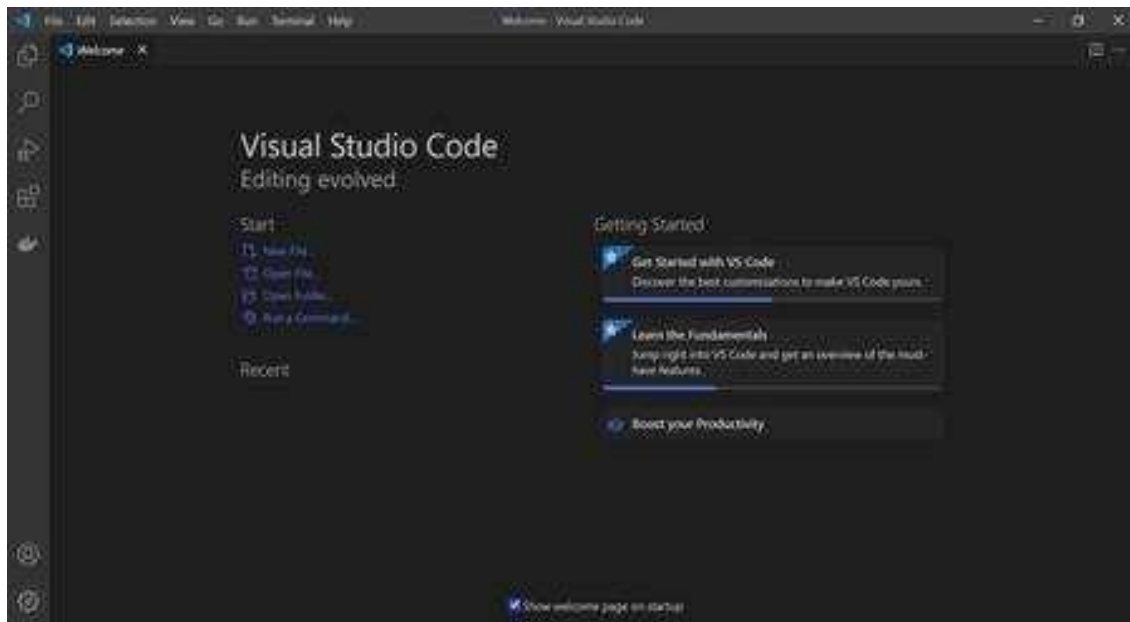 File Edit Selection View Go Run Terminal Help
Welcome - Visual Studio Code
Welcome
Visual Studio Code
Editing evolved
Start
New File...
Open File...
Open Folder...
Run a Command...
Recent
Getting Started
Get Started with VS Code
Discover the best customizations to make VS Code yours.
Learn the Fundamentals
Jump right into VS Code and get an overview of the must-
have features.
Boost your Productivity
Show welcome page on startup